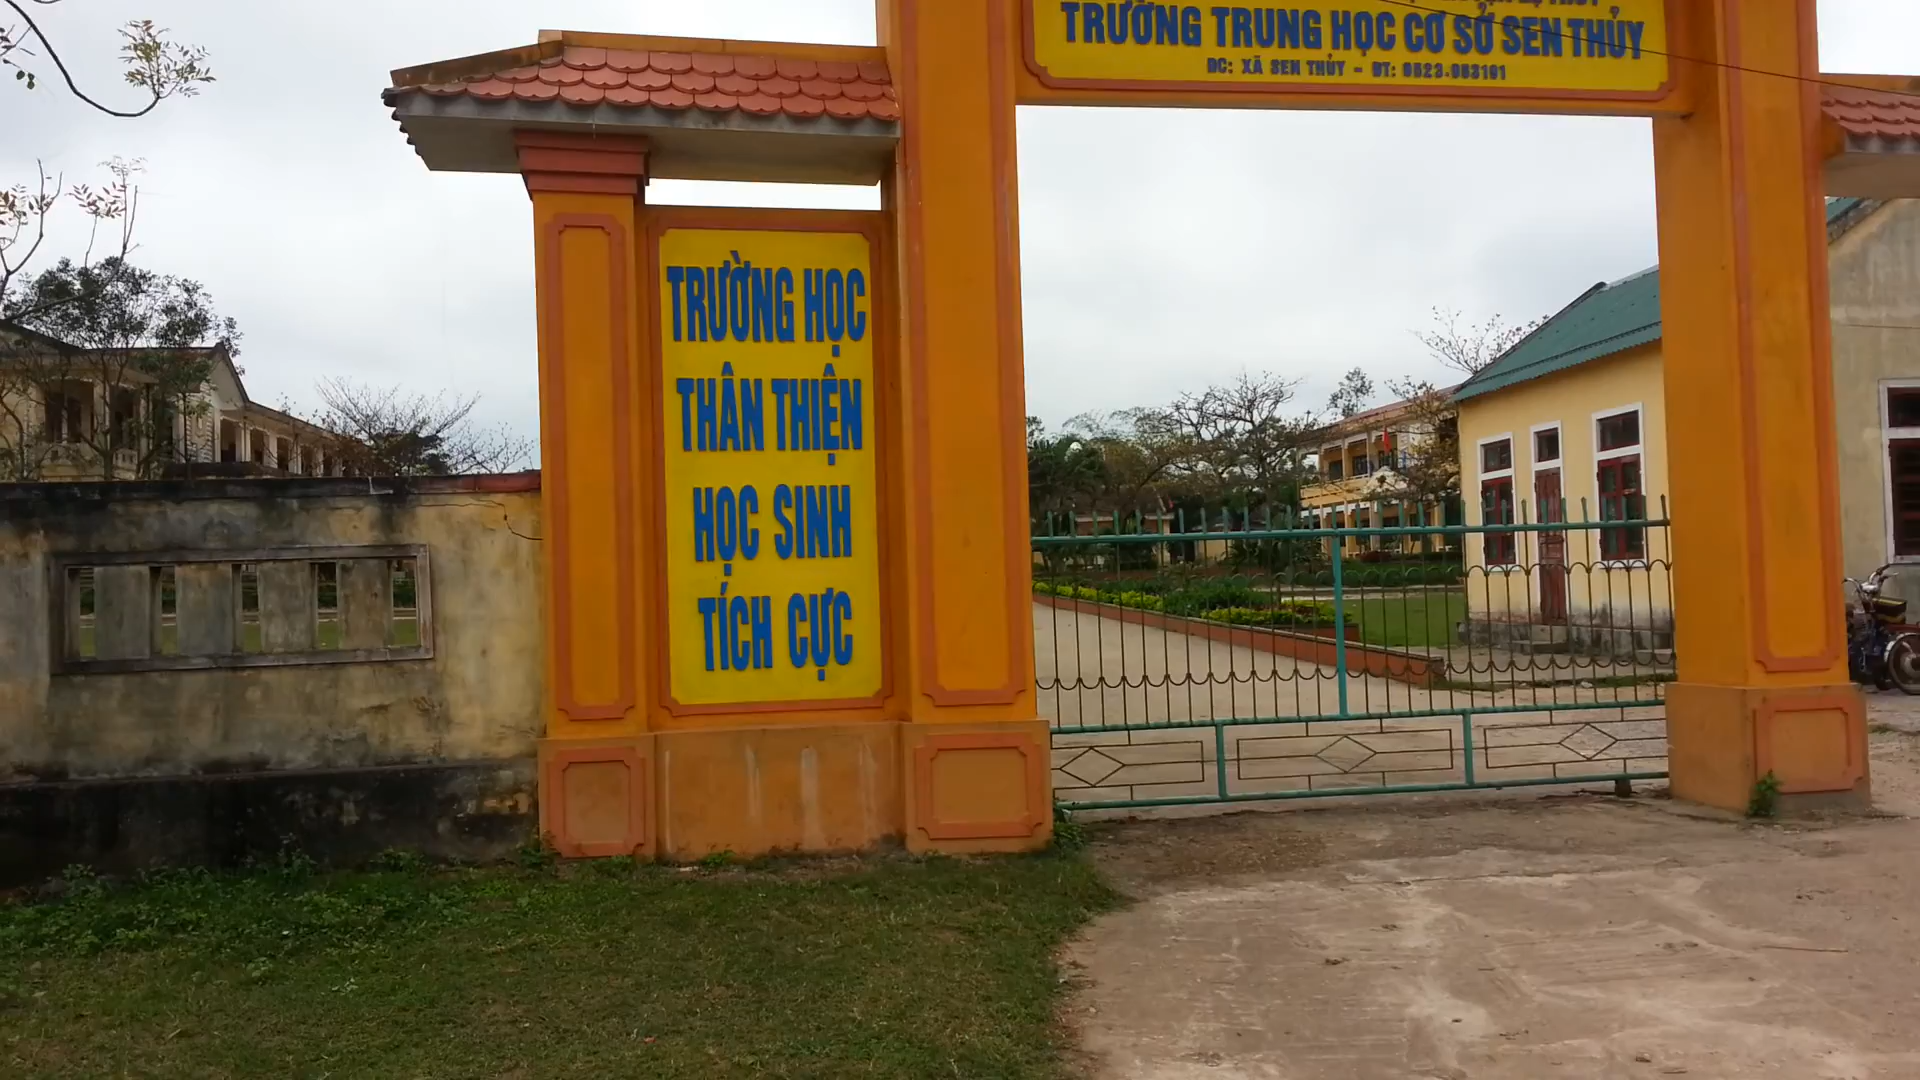 TRƯỜNG TRUNG HỌC CƠ SỞ SEN THỦY
ĐC: XÃ SEN THỦY - ĐT: 0523.953101
TRƯỜNG HỌC
THÂN THIỆN
HỌC SINH
TÍCH CỰC